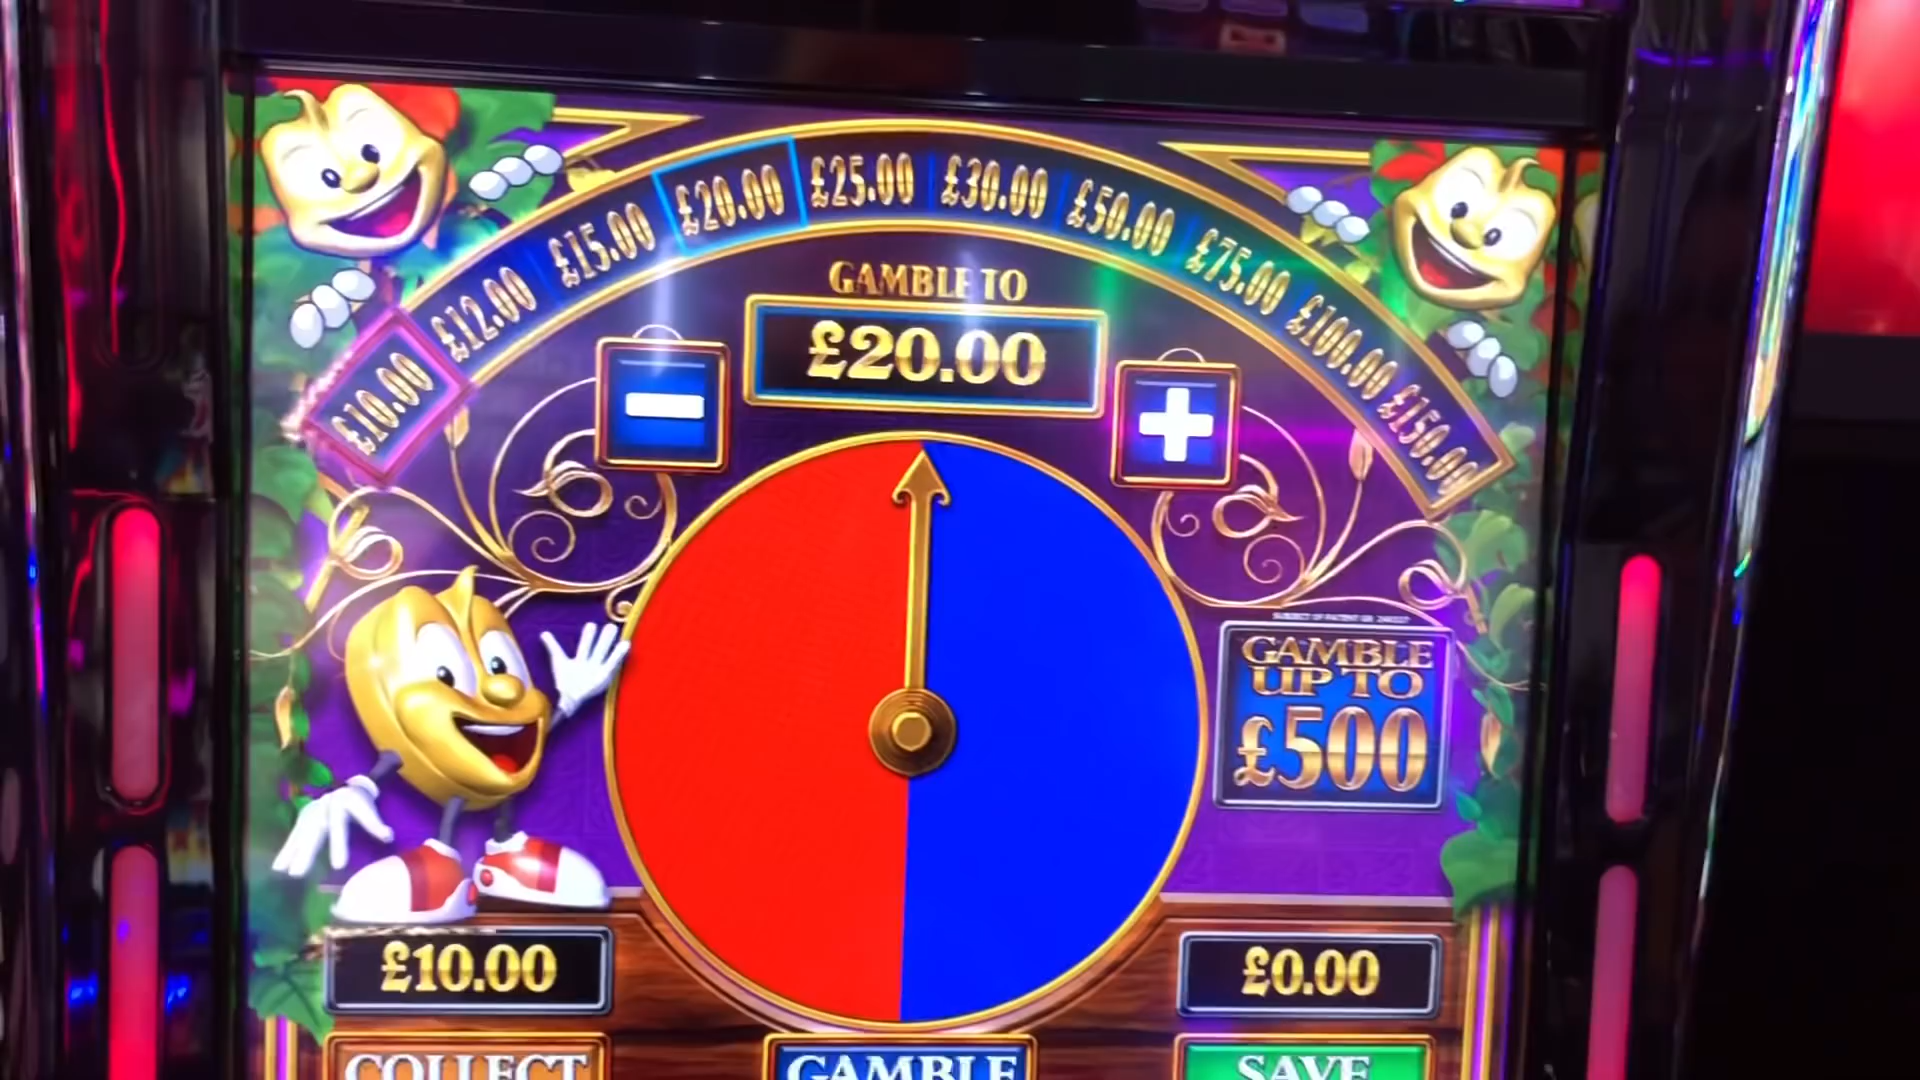 £10.00
£12.00
£15.00
£20.00
£25.00
£30.00
£50.00
£75.00
£100.00
£150.00
GAMBLE TO
£20.00
GAMBLE
UP TO
£500
£10.00
£0.00
COLLECT
GAMBLE
SAVE